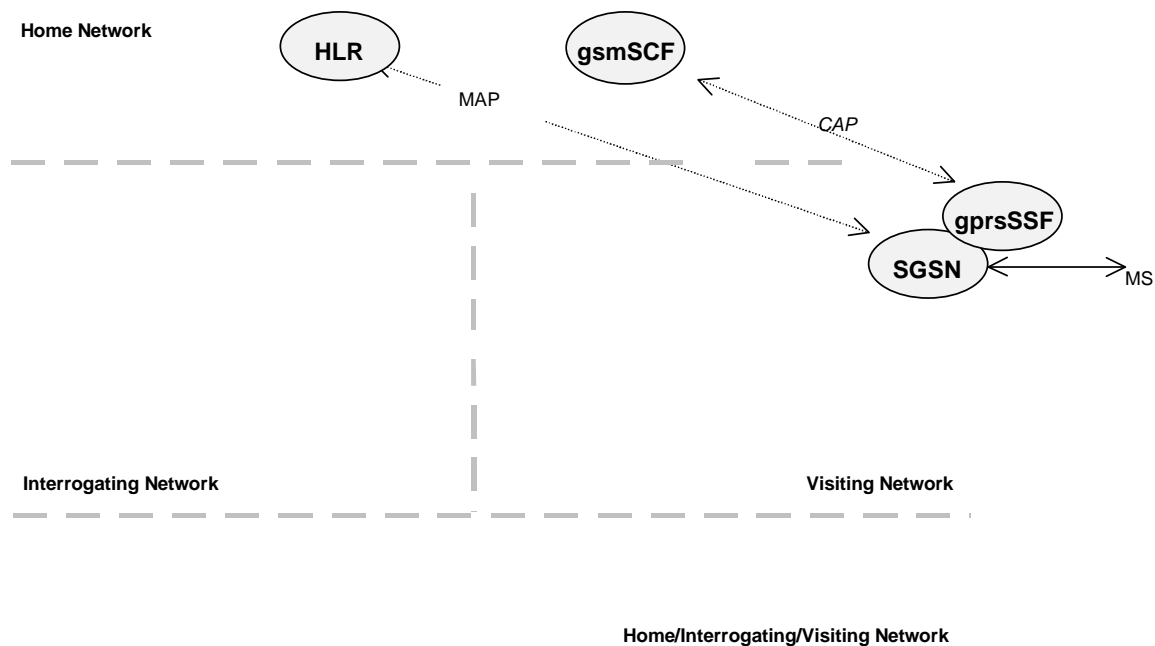 Home Network
HLR
gsmSCF
MAP
CAP
gprsSSF
SGSN
MS
Interrogating Network
Visiting Network
Home/Interrogating/Visiting Network